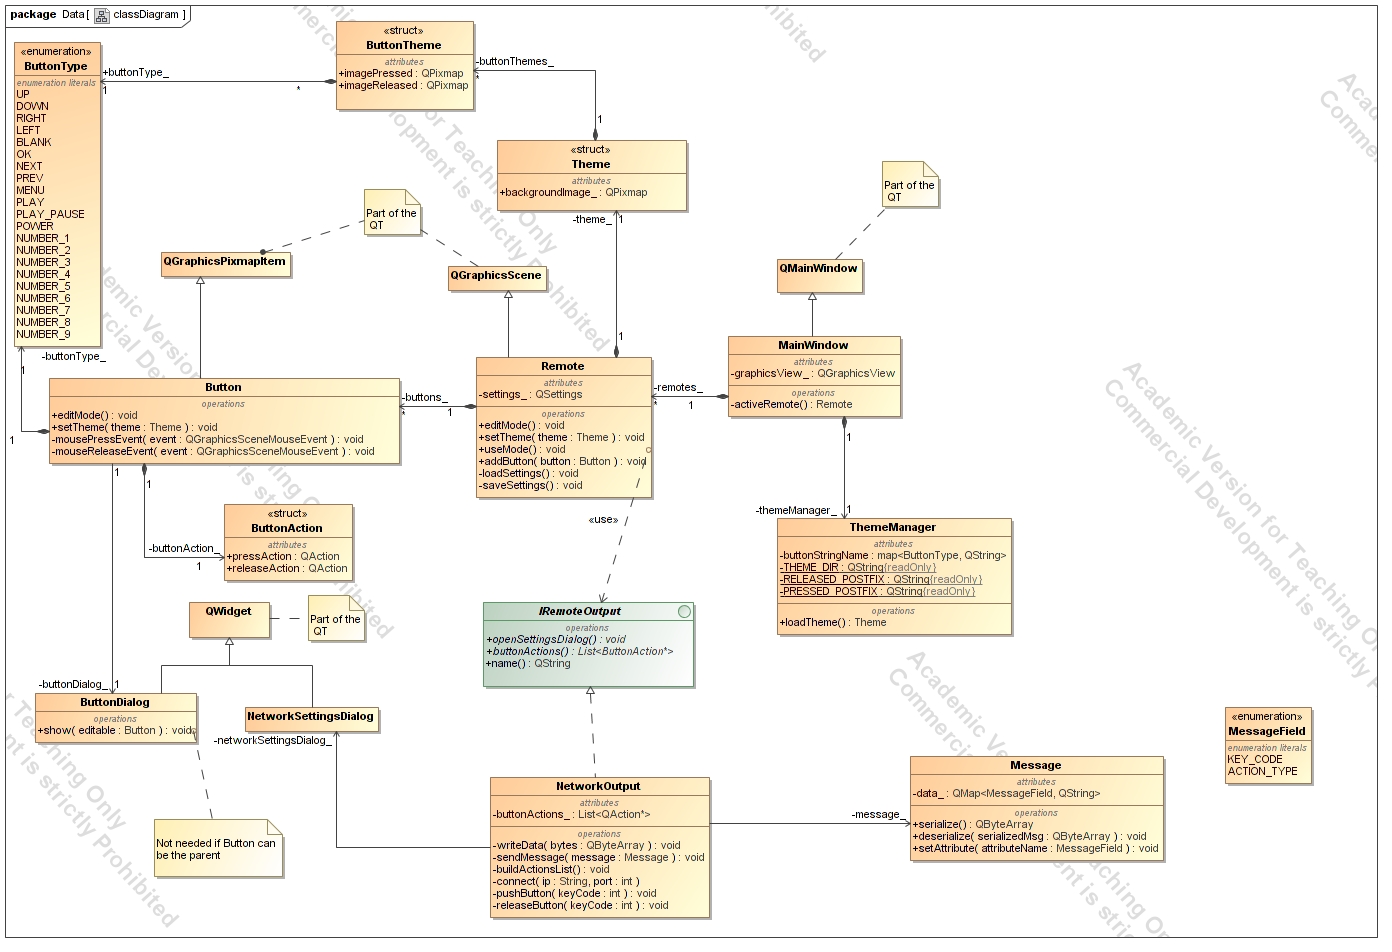 package Data[ classDiagram ]
«enumeration»
ButtonType
enumeration literals
UP
DOWN
RIGHT
LEFT
BLANK
OK
NEXT
PREV
MENU
PLAY
PLAY_PAUSE
POWER
NUMBER_1
NUMBER_2
NUMBER_3
NUMBER_4
NUMBER_5
NUMBER_6
NUMBER_7
NUMBER_8
NUMBER_9
+buttonType_
1
*
«struct»
ButtonTheme
attributes
+imagePressed : QPixmap
+imageReleased : QPixmap
-buttonThemes_
*
1
«struct»
Theme
attributes
+backgroundImage_ : QPixmap
-theme_
1
1
Part of the
QT
QGraphicsPixmapItem
QGraphicsScene
Part of the
QT
QMainWindow
-buttonType_
1
1
Button
operations
+editMode() : void
+setTheme( theme : Theme ) : void
-mousePressEvent( event : QGraphicsSceneMouseEvent ) : void
-mouseReleaseEvent( event : QGraphicsSceneMouseEvent ) : void
-buttons_
*
1
Remote
attributes
-settings_ : QSettings
operations
+editMode() : void
+setTheme( theme : Theme ) : void
+useMode() : void
+addButton( button : Button ) : void
-loadSettings() : void
-saveSettings() : void
-remotes_
*
1
MainWindow
attributes
-graphicsView_ : QGraphicsView
operations
-activeRemote() : Remote
1
-themeManager_
1
ThemeManager
attributes
-buttonStringName : map<ButtonType, QString>
-THEME_DIR : QString{readOnly}
-RELEASED_POSTFIX : QString{readOnly}
-PRESSED_POSTFIX : QString{readOnly}
operations
+loadTheme() : Theme
1
1
-buttonAction_
1
«struct»
ButtonAction
attributes
+pressAction : QAction
+releaseAction : QAction
«use»
QWidget
Part of the
QT
IRemoteOutput
operations
+openSettingsDialog() : void
+buttonActions() : List<ButtonAction*>
+name() : QString
-buttonDialog_
1
ButtonDialog
operations
+show( editable : Button ) : void
NetworkSettingsDialog
-networkSettingsDialog_
Not needed if Button can
be the parent
NetworkOutput
attributes
-buttonActions_ : List<QAction*>
operations
-writeData( bytes : QByteArray ) : void
-sendMessage( message : Message ) : void
-buildActionsList() : void
-connect( ip : String, port : int )
-pushButton( keyCode : int ) : void
-releaseButton( keyCode : int ) : void
-message_
Message
attributes
-data_ : QMap<MessageField, QString>
operations
+serialize() : QByteArray
+deserialize( serializedMsg : QByteArray ) : void
+setAttribute( attributeName : MessageField ) : void
«enumeration»
MessageField
enumeration literals
KEY_CODE
ACTION_TYPE
Academic Version for Teaching Only
Commercial Development is strictly Prohibited